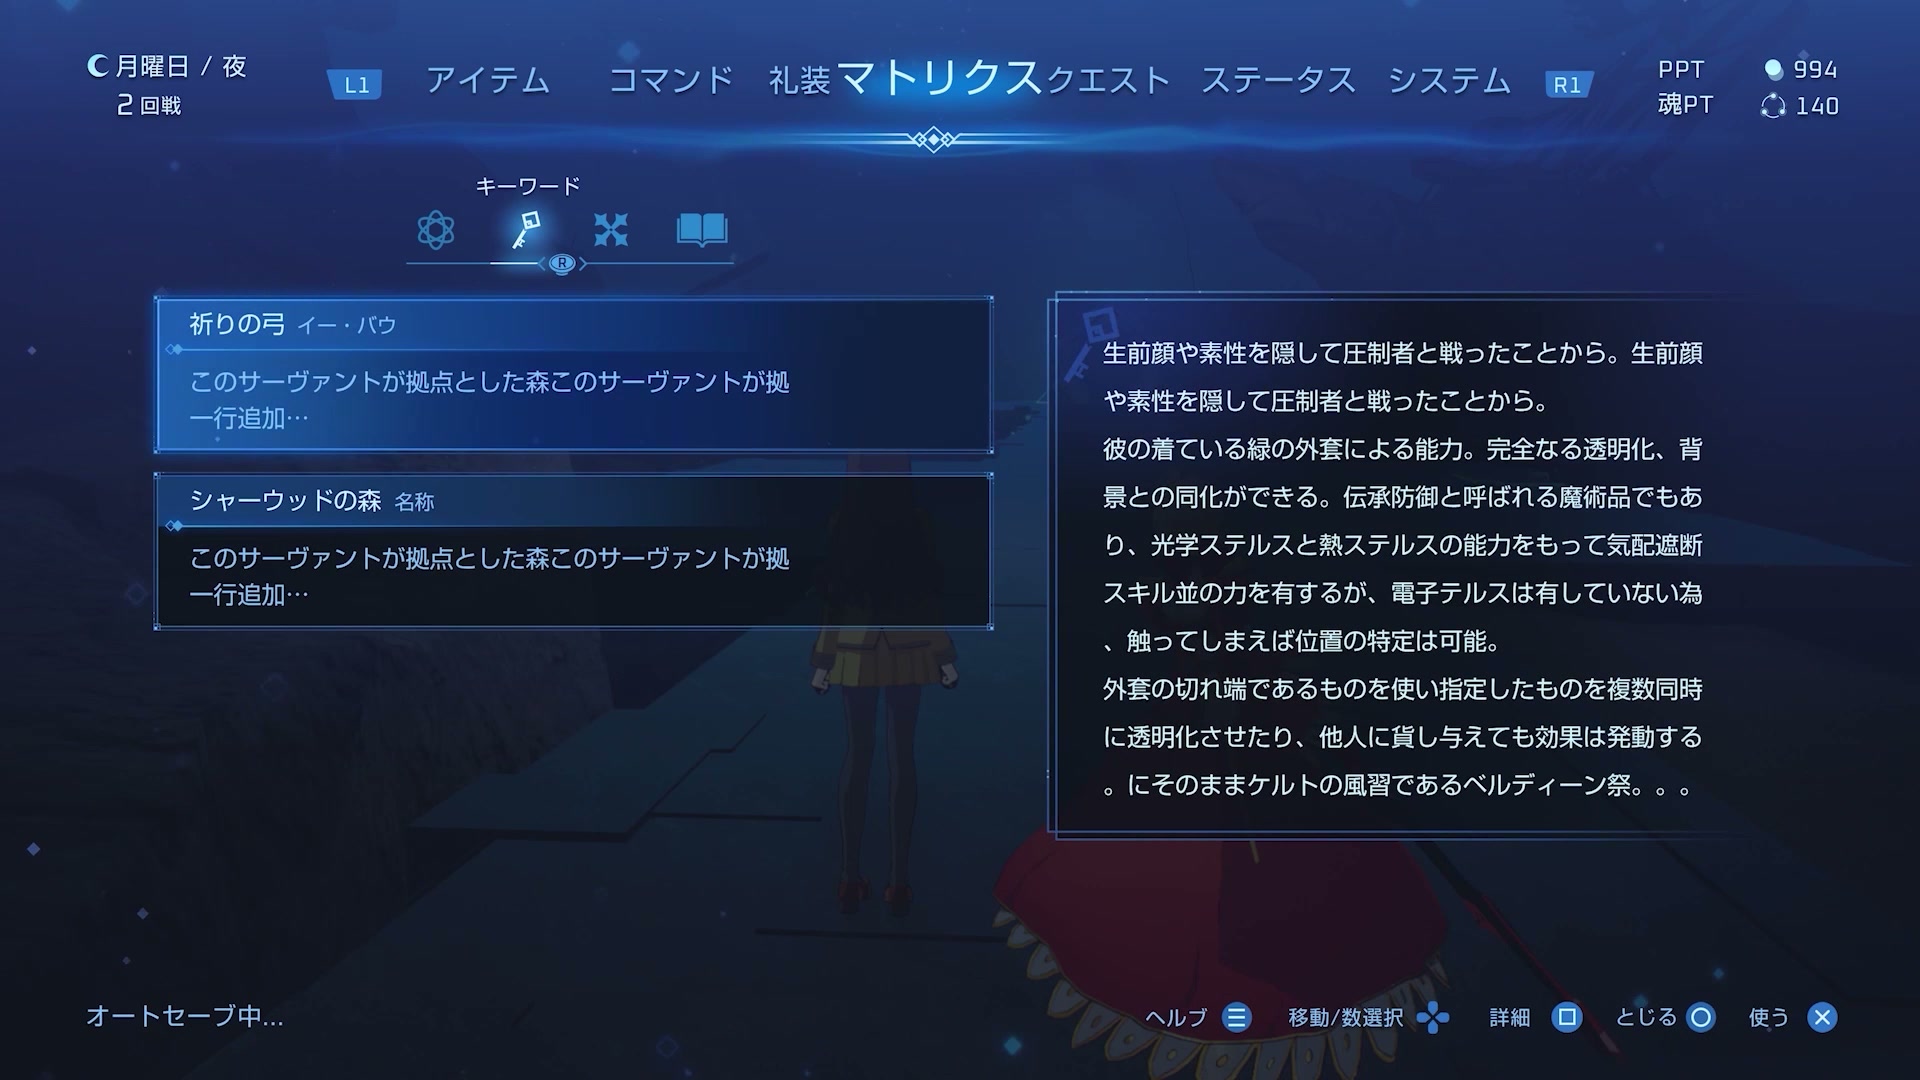 月曜日 / 夜
2回戦
L1 アイテム コマンド 礼装 マトリクス クエスト ステータス システム R1
PPT 994
魂PT 140
キーワード
R
祈りの弓 イー・バウ
このサーヴァントが拠点とした森このサーヴァントが拠
一行追加…
シャーウッドの森 名称
このサーヴァントが拠点とした森このサーヴァントが拠
一行追加…
生前顔や素性を隠して圧制者と戦ったことから。生前顔
や素性を隠して圧制者と戦ったことから。
彼の着ている緑の外套による能力。完全なる透明化、背
景との同化ができる。伝承防御と呼ばれる魔術品でもあ
り、光学ステルスと熱ステルスの能力をもって気配遮断
スキル並の力を有するが、電子テルスは有していない為
、触ってしまえば位置の特定は可能。
外套の切れ端であるものを使い指定したものを複数同時
に透明化させたり、他人に貸し与えても効果は発動する
。にそのままケルトの風習であるベルディーン祭。。。
オートセーブ中...
ヘルプ 移動/数選択 詳細 とじる 使う